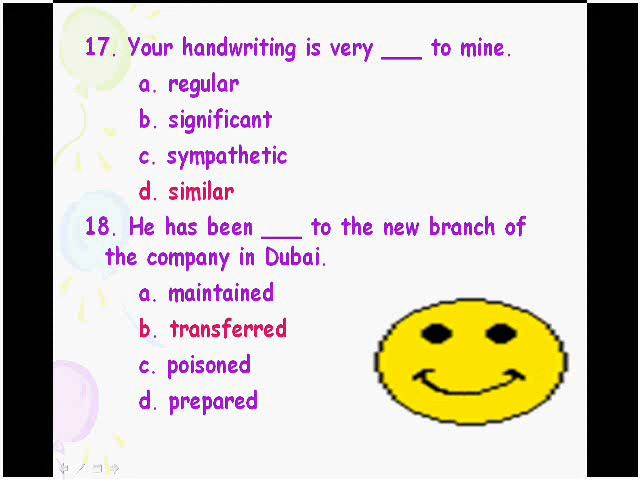 17. Your handwriting is very ___ to mine.
a. regular
b. significant
c. sympathetic
d. similar
18. He has been ___ to the new branch of
the company in Dubai.
a. maintained
b. transferred
c. poisoned
d. prepared